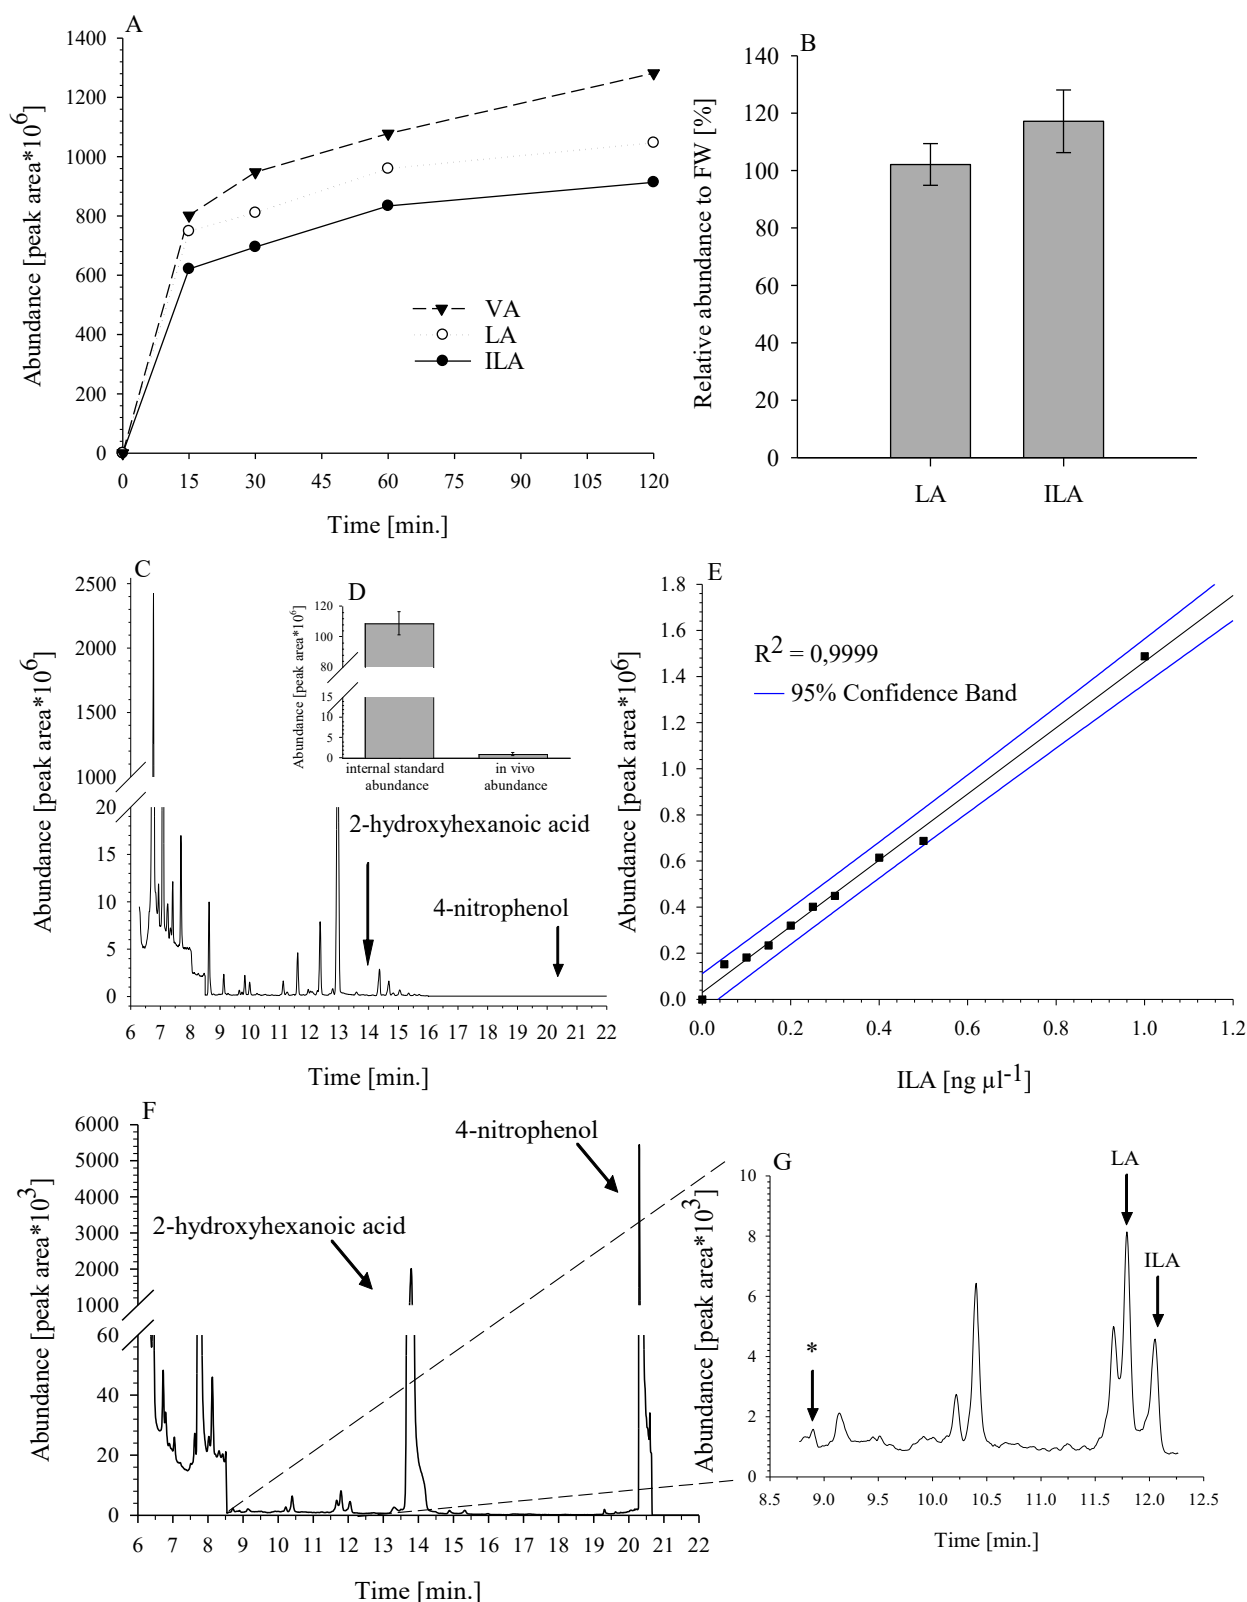 A
1400
1200
1000
800
600
400
200
0
Abundance [peak area*10^6]
0 15 30 45 60 75 90 105 120
Time [min.]
VA
LA
ILA
B
140
120
100
80
60
40
20
0
Relative abundance to FW [%]
LA ILA
C
2500
2000
1500
1000
20
15
10
5
0
Abundance [peak area*10^6]
6 7 8 9 10 11 12 13 14 15 16 17 18 19 20 21 22
Time [min.]
2-hydroxyhexanoic acid
4-nitrophenol
D
120
100
80
15
10
5
0
Abundance [peak area*10^6]
internal standard
abundance
in vivo
abundance
E
1.8
1.6
1.4
1.2
1.0
0.8
0.6
0.4
0.2
0.0
Abundance [peak area*10^6]
R^2 = 0,9999
95% Confidence Band
0.0 0.2 0.4 0.6 0.8 1.0 1.2
ILA [ng µl^-1]
F
6000
5000
4000
3000
2000
1000
60
40
20
0
Abundance [peak area*10^3]
4-nitrophenol
2-hydroxyhexanoic acid
6 7 8 9 10 11 12 13 14 15 16 17 18 19 20 21 22
Time [min.]
G
10
8
6
4
2
0
Abundance [peak area*10^3]
LA
ILA
*
8.5 9.0 9.5 10.0 10.5 11.0 11.5 12.0 12.5
Time [min.]